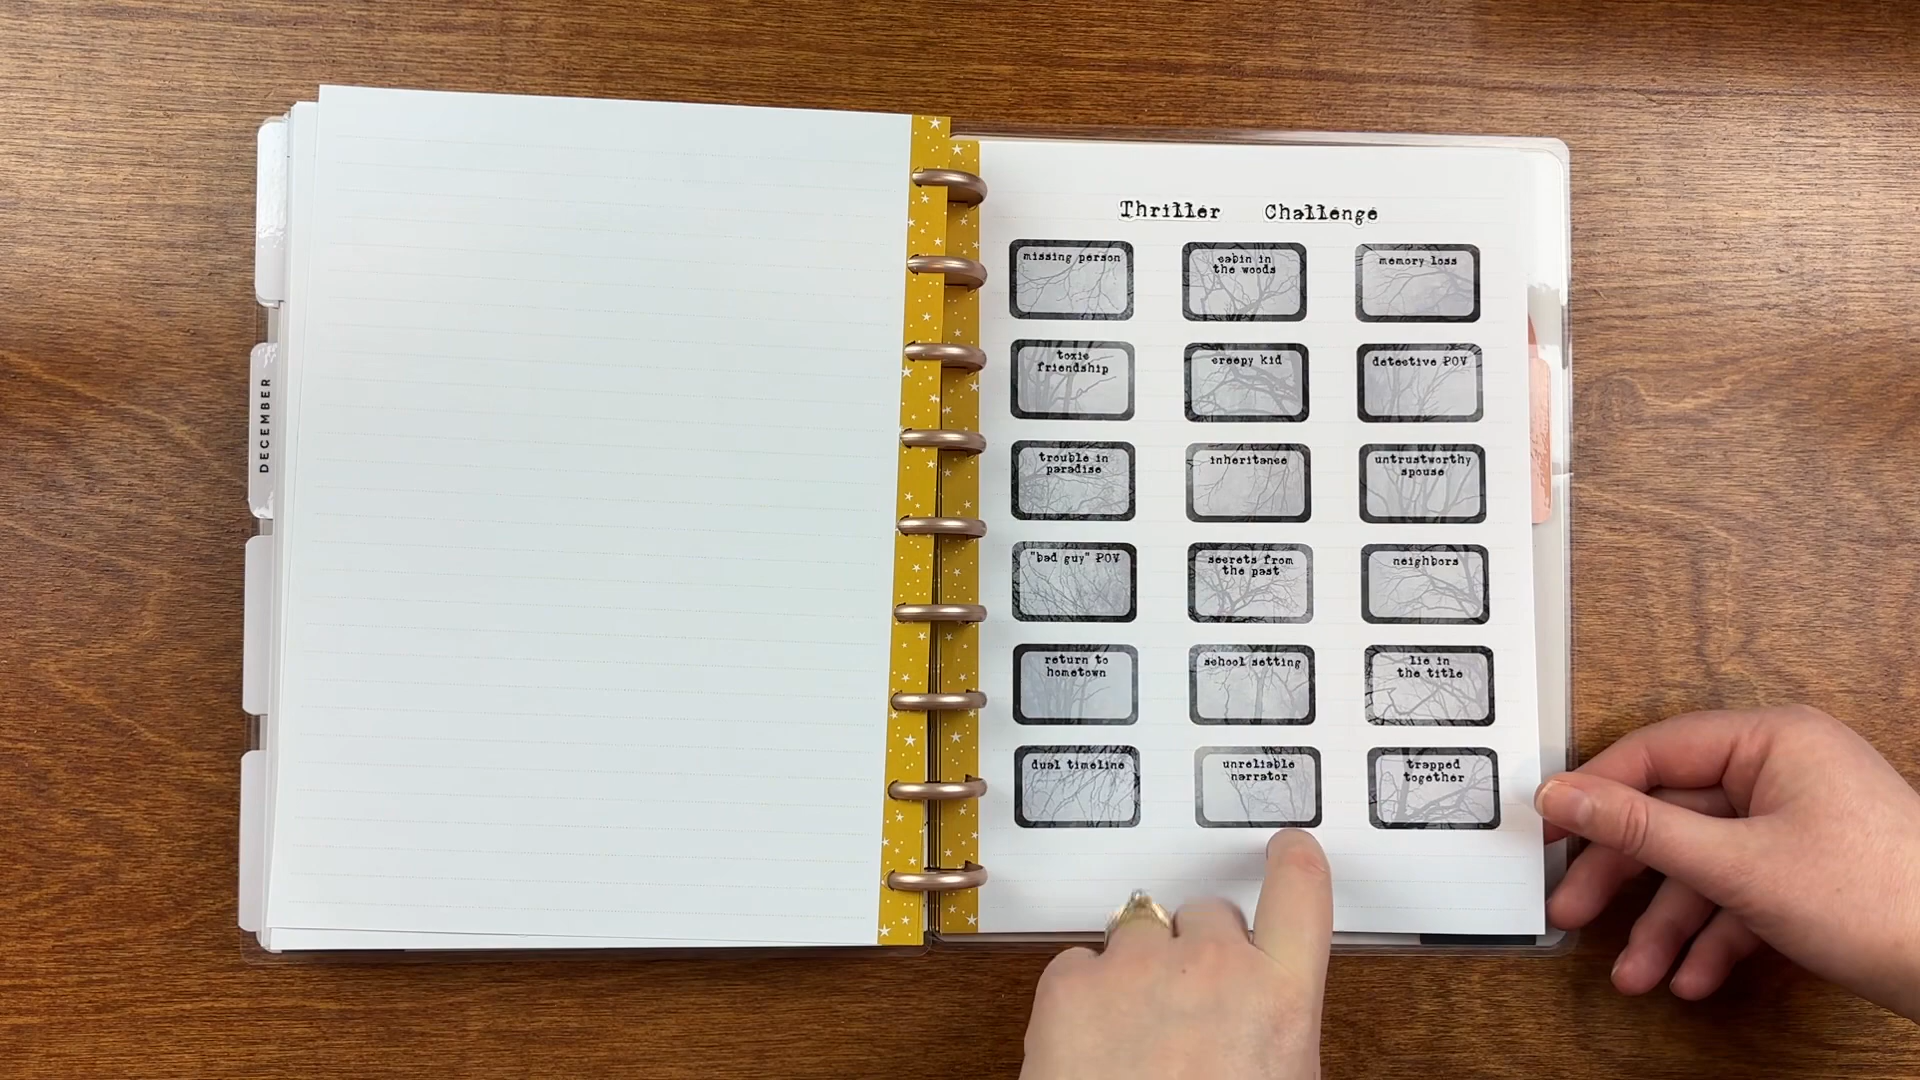 DECEMBER
Thriller Challenge
missing person
cabin in
the woods
memory loss
toxic
friendship
creepy kid
detective POV
trouble in
paradise
inheritance
untrustworthy
spouse
"bad guy" POV
secrets from
the past
neighbors
return to
hometown
school setting
lie in
the title
dual timeline
unreliable
narrator
trapped
together